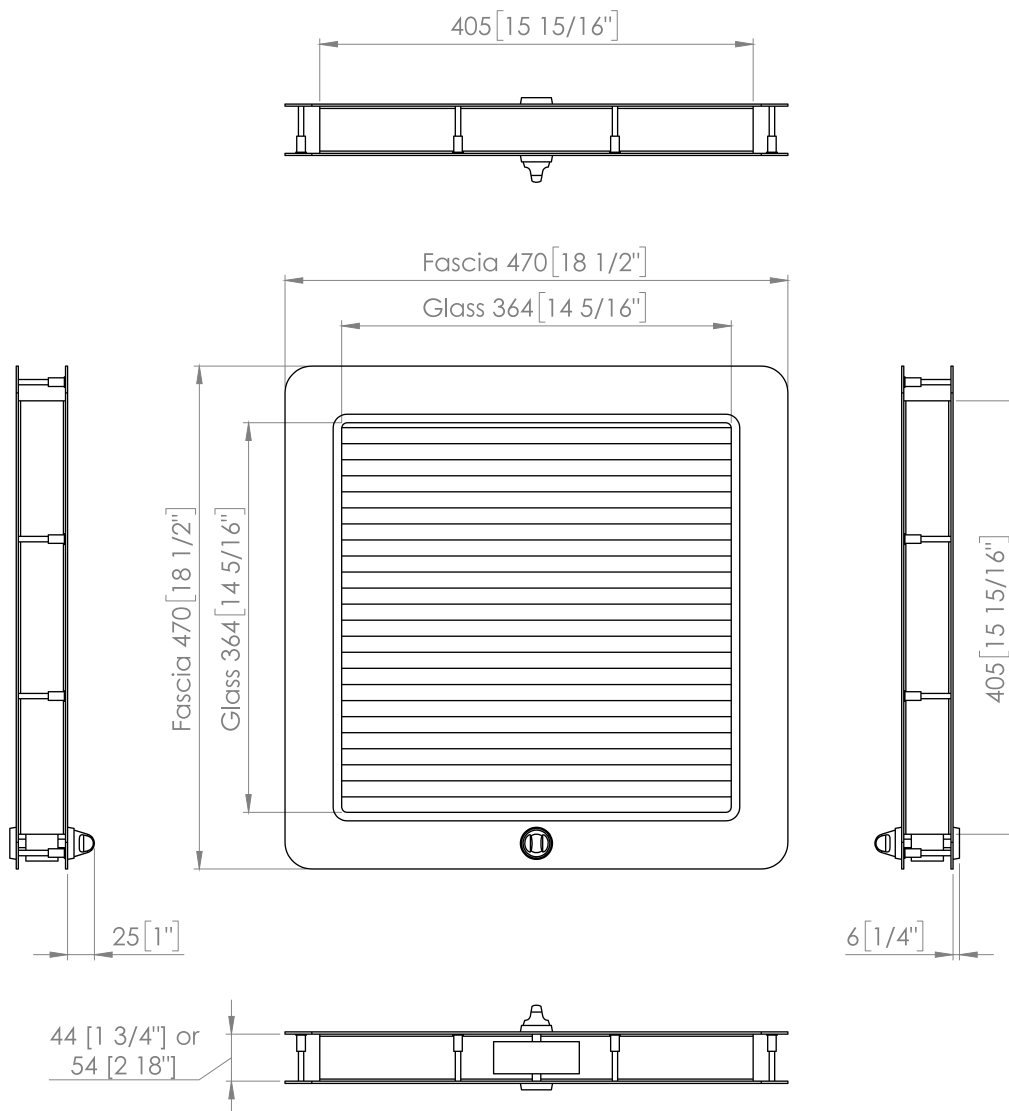 405[15 15/16"]
Fascia 470[18 1/2"]
Glass 364[14 5/16"]
Fascia 470[18 1/2"]
Glass 364[14 5/16"]
405[15 15/16"]
25[1"]
6[1/4"]
44 [1 3/4"] or
54 [2 18"]